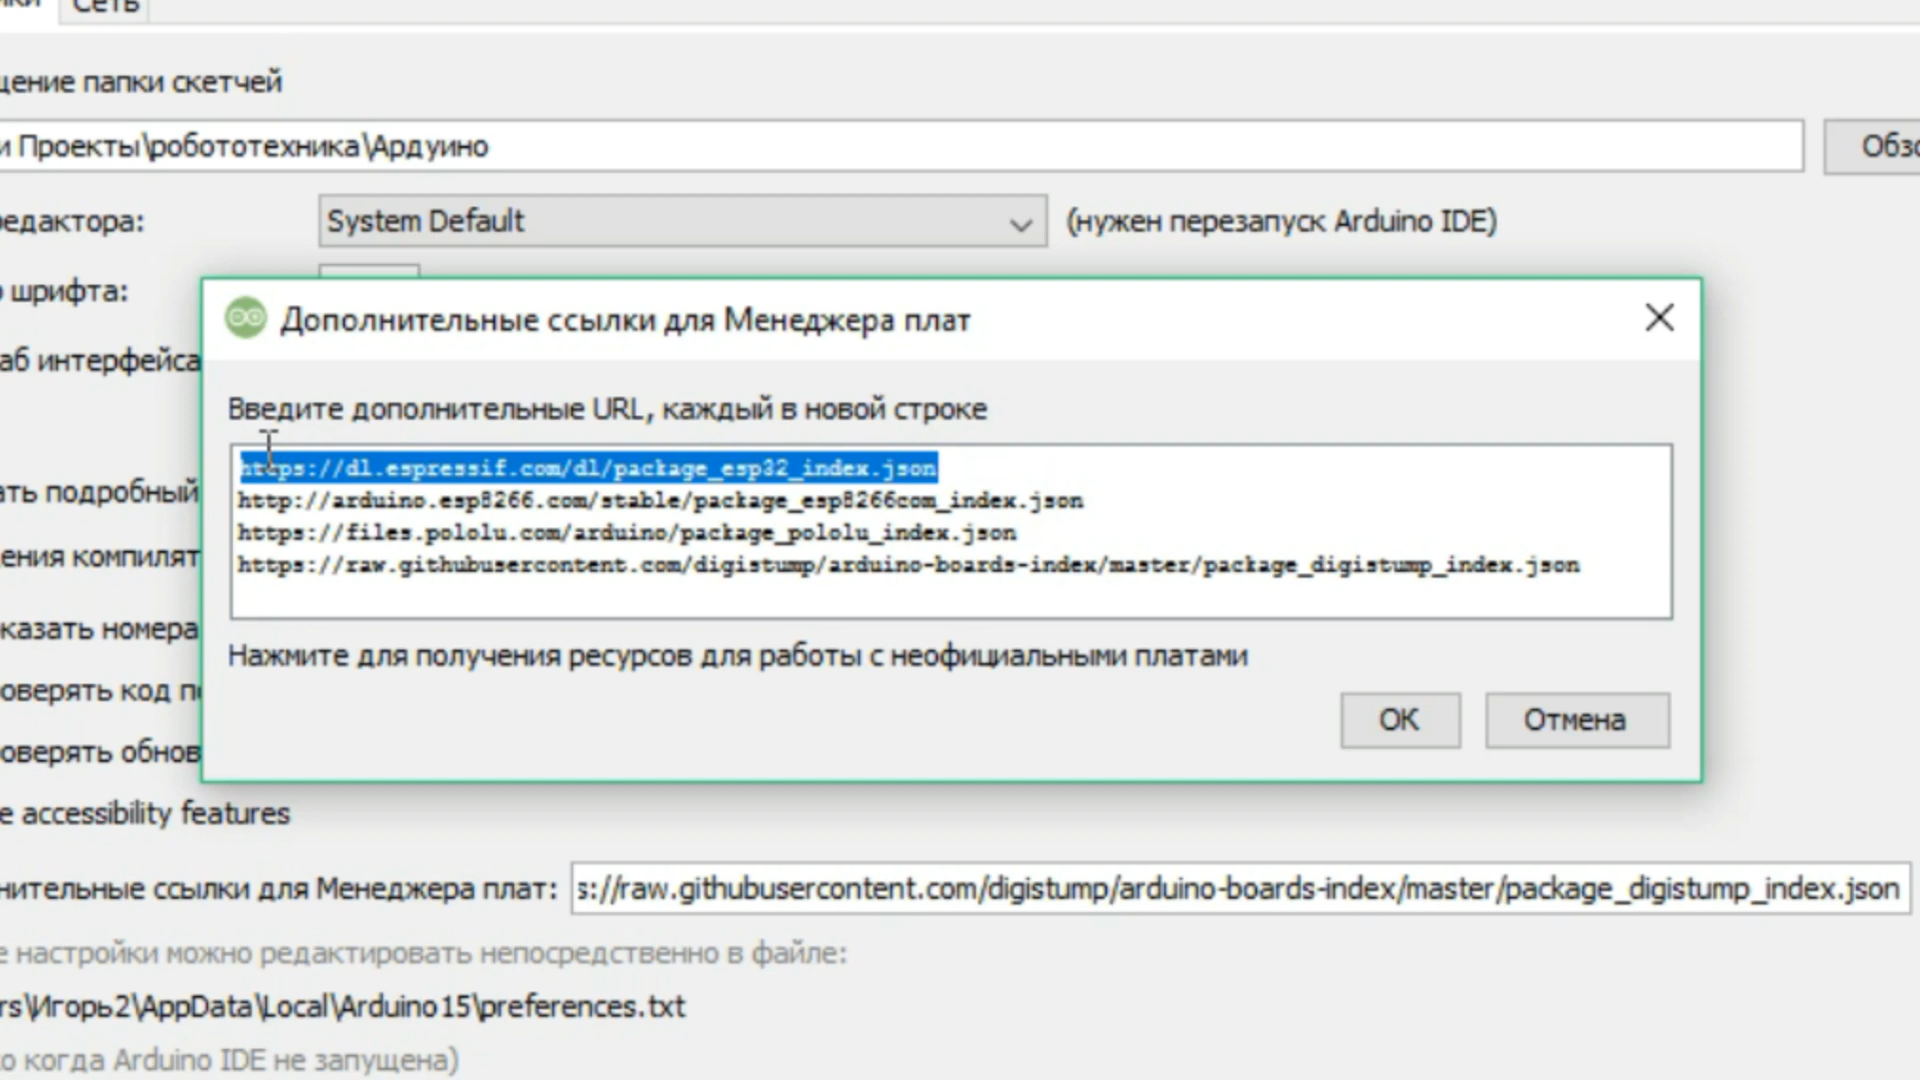 Сеть
щение папки скетчей
и Проекты\робототехника\Ардуино
Обзо
редактора:
System Default
(нужен перезапуск Arduino IDE)
шрифта:
Дополнительные ссылки для Менеджера плат
аб интерфейса
Введите дополнительные URL, каждый в новой строке
https://dl.espressif.com/dl/package_esp32_index.json
http://arduino.esp8266.com/stable/package_esp8266com_index.json
https://files.pololu.com/arduino/package_pololu_index.json
https://raw.githubusercontent.com/digistump/arduino-boards-index/master/package_digistump_index.json
ать подробный
ения компилят
казать номера
Нажмите для получения ресурсов для работы с неофициальными платами
оверять код п
OK
Отмена
оверять обнов
e accessibility features
нительные ссылки для Менеджера плат:
s://raw.githubusercontent.com/digistump/arduino-boards-index/master/package_digistump_index.json
е настройки можно редактировать непосредственно в файле:
rs\Игорь2\AppData\Local\Arduino15\preferences.txt
о когда Arduino IDE не запущена)